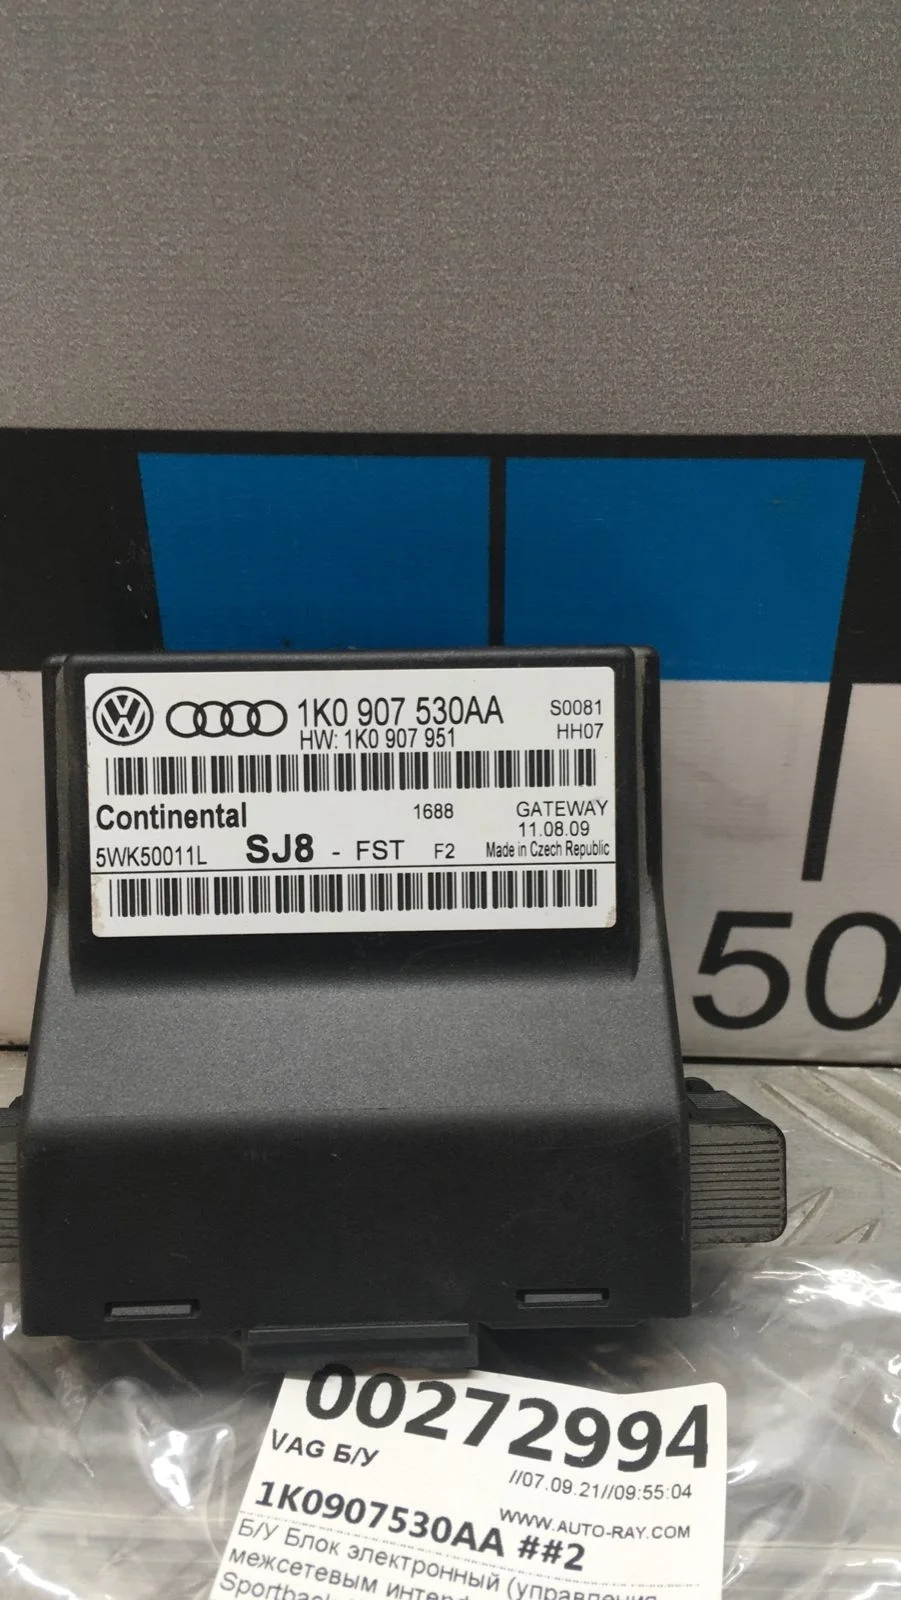 1K0 907 530AA
S0081
HW: 1K0 907 951
HH07
Continental
1688
GATEWAY
11.08.09
5WK50011L SJ8 - FST F2 Made in Czech Republic
50
00272994
VAG Б/У
//07.09.21//09:55:04
WWW.AUTO-RAY.COM
1K0907530AA ##2
Б/У Блок электронный (управления
межсетевым
Sportback